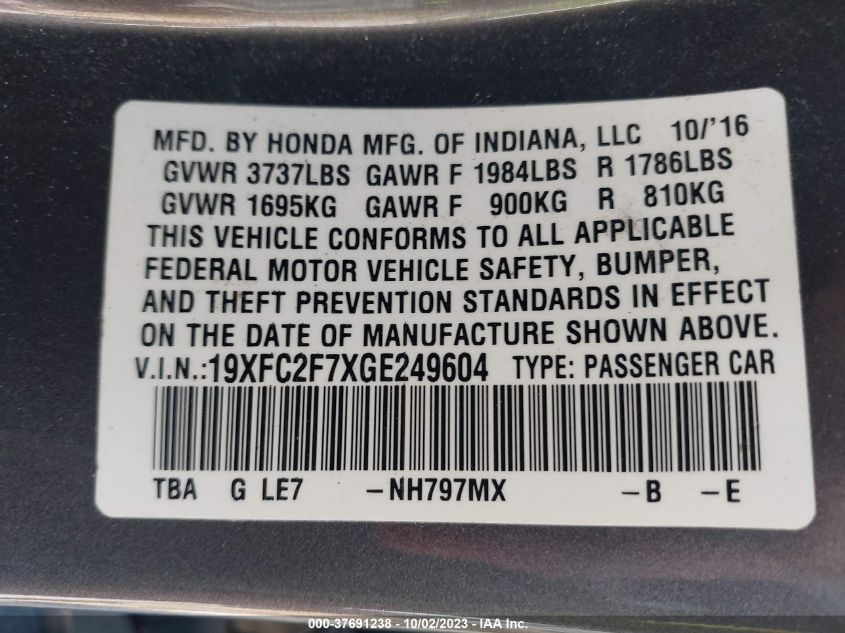 MFD. BY HONDA MFG. OF INDIANA, LLC 10/'16
GVWR 3737LBS GAWR F 1984LBS R 1786LBS
GVWR 1695KG GAWR F 900KG R 810KG
THIS VEHICLE CONFORMS TO ALL APPLICABLE
FEDERAL MOTOR VEHICLE SAFETY, BUMPER,
AND THEFT PREVENTION STANDARDS IN EFFECT
ON THE DATE OF MANUFACTURE SHOWN ABOVE.
V.I.N.:19XFC2F7XGE249604 TYPE: PASSENGER CAR
TBA G LE7 -NH797MX -B -E
000-37691238 - 10/02/2023 - IAA Inc.